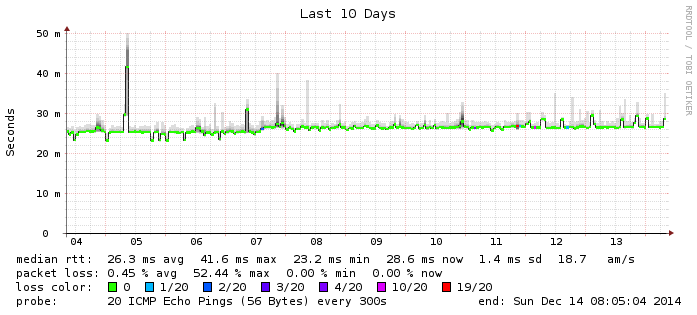 Last 10 Days
RRDTOOL / TOBI OETIKER
Seconds
50 m
40 m
30 m
20 m
10 m
0
04 05 06 07 08 09 10 11 12 13
median rtt: 26.3 ms avg 41.6 ms max 23.2 ms min 28.6 ms now 1.4 ms sd 18.7 am/s
packet loss: 0.45 % avg 52.44 % max 0.00 % min 0.00 % now
loss color: 0 1/20 2/20 3/20 4/20 10/20 19/20
probe: 20 ICMP Echo Pings (56 Bytes) every 300s end: Sun Dec 14 08:05:04 2014